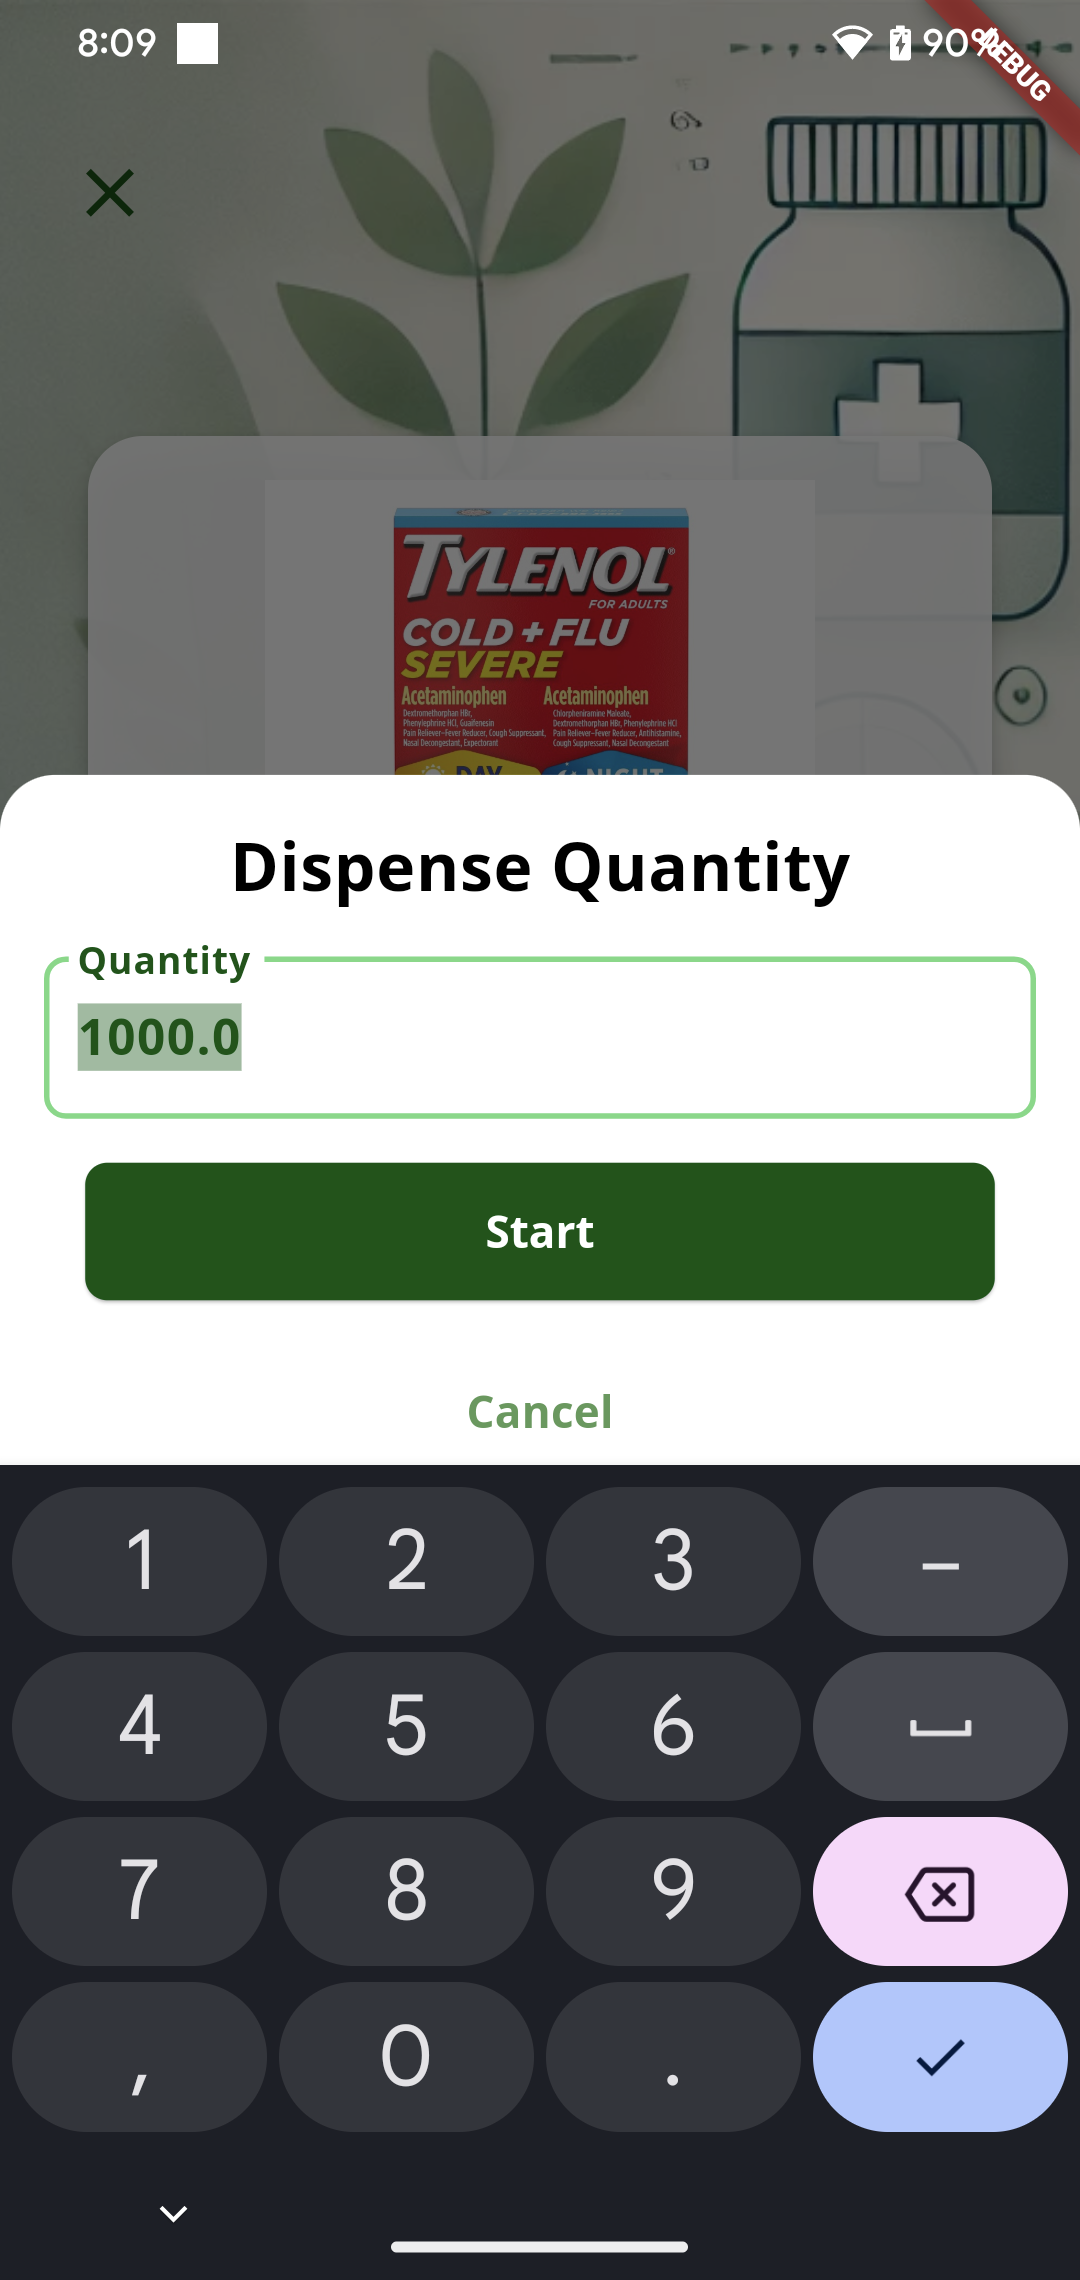 8:09
90%
DEBUG
TYLENOL®
FOR ADULTS
COLD + FLU
SEVERE
Acetaminophen
Dextromethorphan HBr,
Phenylephrine HCl, Guaifenesin
Pain Reliever-Fever Reducer, Cough Suppressant,
Nasal Decongestant, Expectorant
Acetaminophen
Chlorpheniramine Maleate,
Dextromethorphan HBr, Phenylephrine HCl
Pain Reliever-Fever Reducer, Antihistamine,
Cough Suppressant, Nasal Decongestant
DAY
NIGHT
Dispense Quantity
Quantity
1000.0
Start
Cancel
1 2 3 –
4 5 6
7 8 9
, 0 .